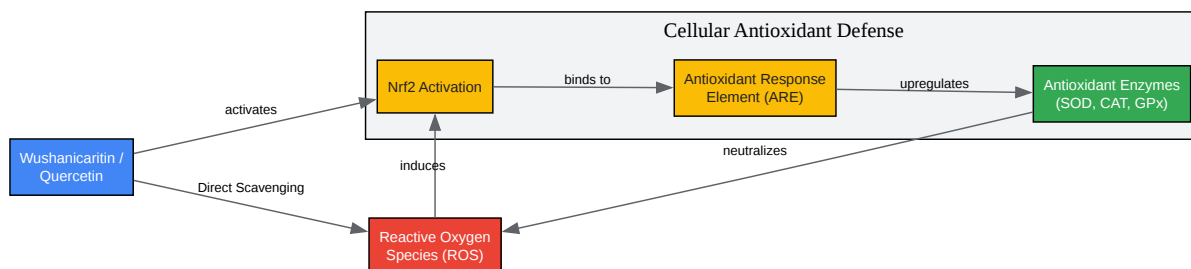 Cellular Antioxidant Defense
Nrf2 Activation
binds to
Antioxidant Response
Element (ARE)
upregulates
Antioxidant Enzymes
(SOD, CAT, GPx)
activates
Wushanicaritin /
Quercetin
Direct Scavenging
induces
neutralizes
Reactive Oxygen
Species (ROS)